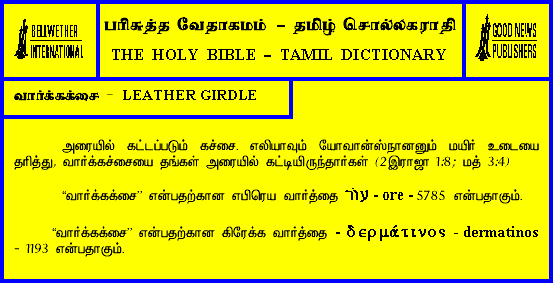 BELLWETHER
INTERNATIONAL
பரிசுத்த வேதாகமம் – தமிழ் சொல்லகராதி
THE HOLY BIBLE – TAMIL DICTIONARY
GOOD NEWS
PUBLISHERS
வார்க்கச்சை – LEATHER GIRDLE
அரையில் கட்டப்படும் கச்சை. எலியாவும் யோவான்ஸ்நானனும் மயிர் உடையை
தரித்து, வார்க்கச்சையை தங்கள் அரையில் கட்டியிருந்தார்கள் (2இராஜா 1:8; மத் 3:4)
“வார்க்கச்சை” என்பதற்கான எபிரெய வார்த்தை - ore - 5785 என்பதாகும்.
“வார்க்கச்சை” என்பதற்கான கிரேக்க வார்த்தை - δερμάτινος - dermatinos
- 1193 என்பதாகும்.